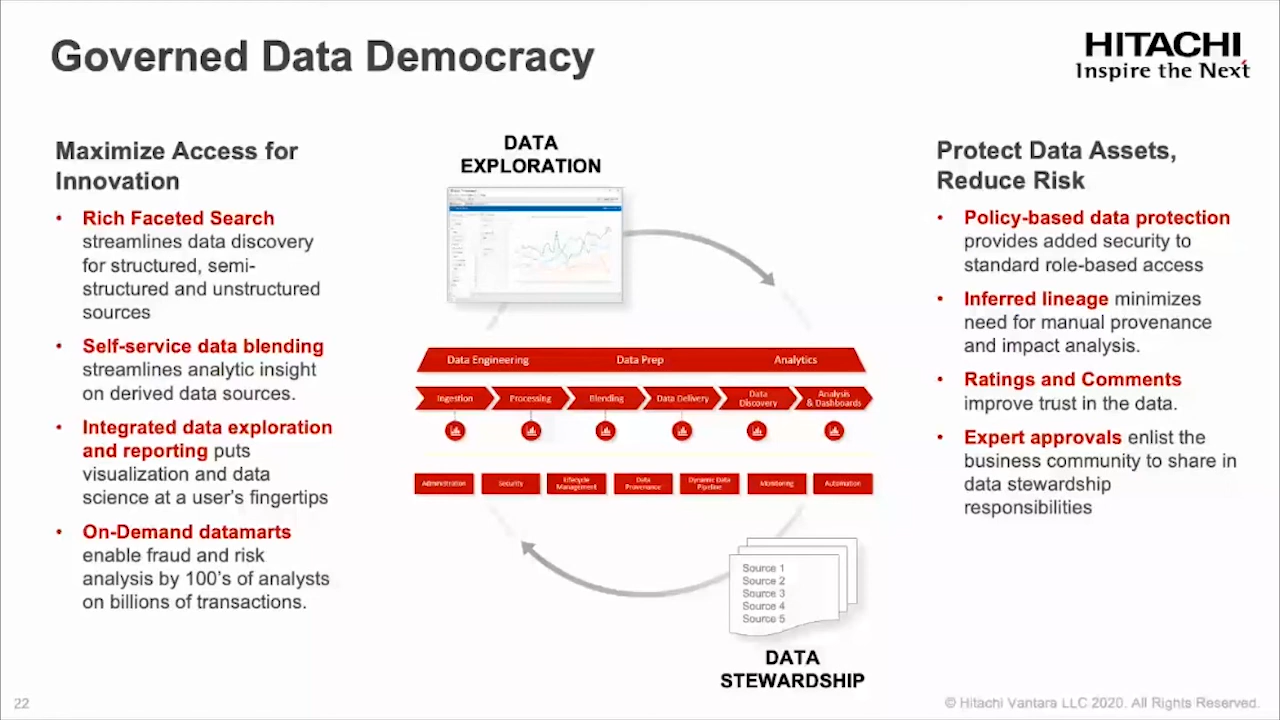 Governed Data Democracy
HITACHI
Inspire the Next
Maximize Access for
Innovation
• Rich Faceted Search
streamlines data discovery
for structured, semi-
structured and unstructured
sources
• Self-service data blending
streamlines analytic insight
on derived data sources.
• Integrated data exploration
and reporting puts
visualization and data
science at a user's fingertips
• On-Demand datamarts
enable fraud and risk
analysis by 100's of analysts
on billions of transactions.
DATA
EXPLORATION
Data Engineering Data Prep Analytics
Ingestion Processing Blending Data Delivery Data
Discovery Analysis
& Dashboards
Administration Security Lifecycle
Management Data
Provenance Dynamic Data
Pipeline Monitoring Automation
Source 1
Source 2
Source 3
Source 4
Source 5
DATA
STEWARDSHIP
Protect Data Assets,
Reduce Risk
• Policy-based data protection
provides added security to
standard role-based access
• Inferred lineage minimizes
need for manual provenance
and impact analysis.
• Ratings and Comments
improve trust in the data.
• Expert approvals enlist the
business community to share in
data stewardship
responsibilities
22
© Hitachi Vantara LLC 2020. All Rights Reserved.